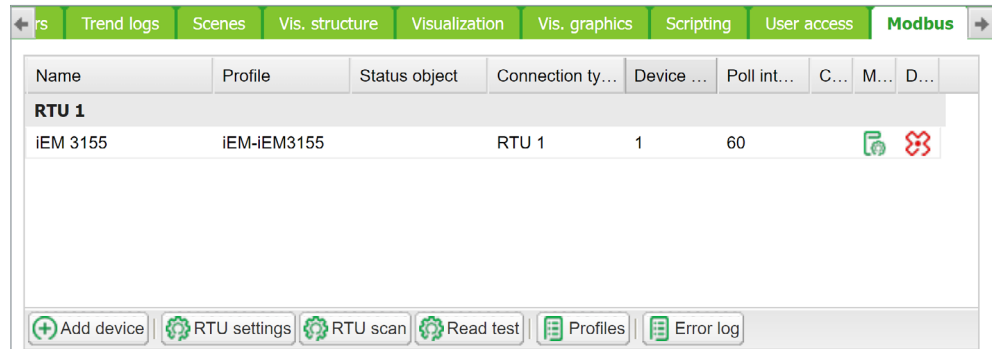 rs Trend logs Scenes Vis. structure Visualization Vis. graphics Scripting User access Modbus
Name Profile Status object Connection ty... Device ... Poll int... C... M... D...
RTU 1
iEM 3155 iEM-iEM3155 RTU 1 1 60
Add device RTU settings RTU scan Read test Profiles Error log